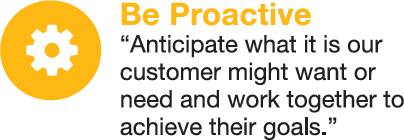 Be Proactive
“Anticipate what it is our
customer might want or
need and work together to
achieve their goals.”